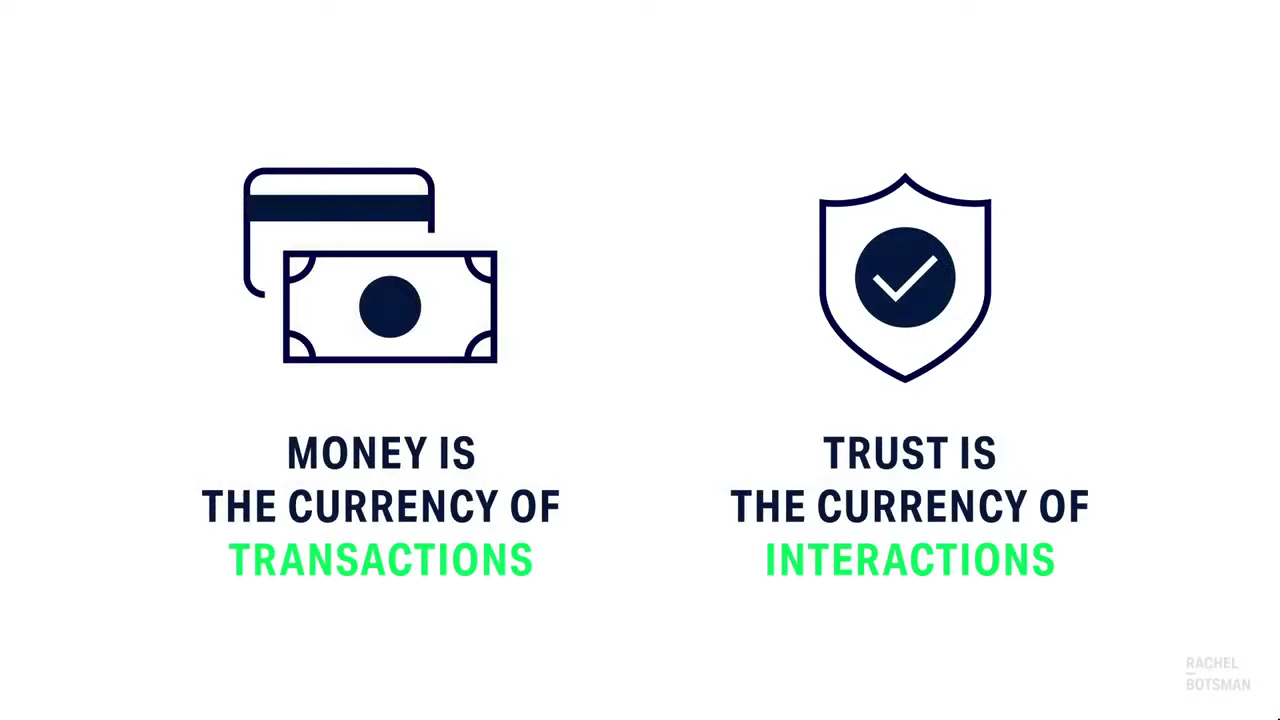 MONEY IS
THE CURRENCY OF
TRANSACTIONS
TRUST IS
THE CURRENCY OF
INTERACTIONS
RACHEL
BOTSMAN